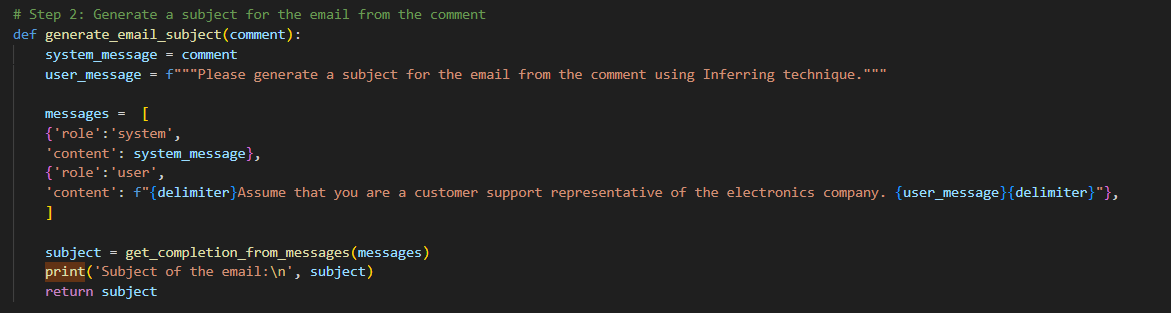 # Step 2: Generate a subject for the email from the comment
def generate_email_subject(comment):
    system_message = comment
    user_message = f"""Please generate a subject for the email from the comment using Inferring technique."""

    messages =  [
    {'role':'system',
    'content': system_message},
    {'role':'user',
    'content': f"{delimiter}Assume that you are a customer support representative of the electronics company. {user_message}{delimiter}"},
    ]

    subject = get_completion_from_messages(messages)
    print('Subject of the email:\n', subject)
    return subject